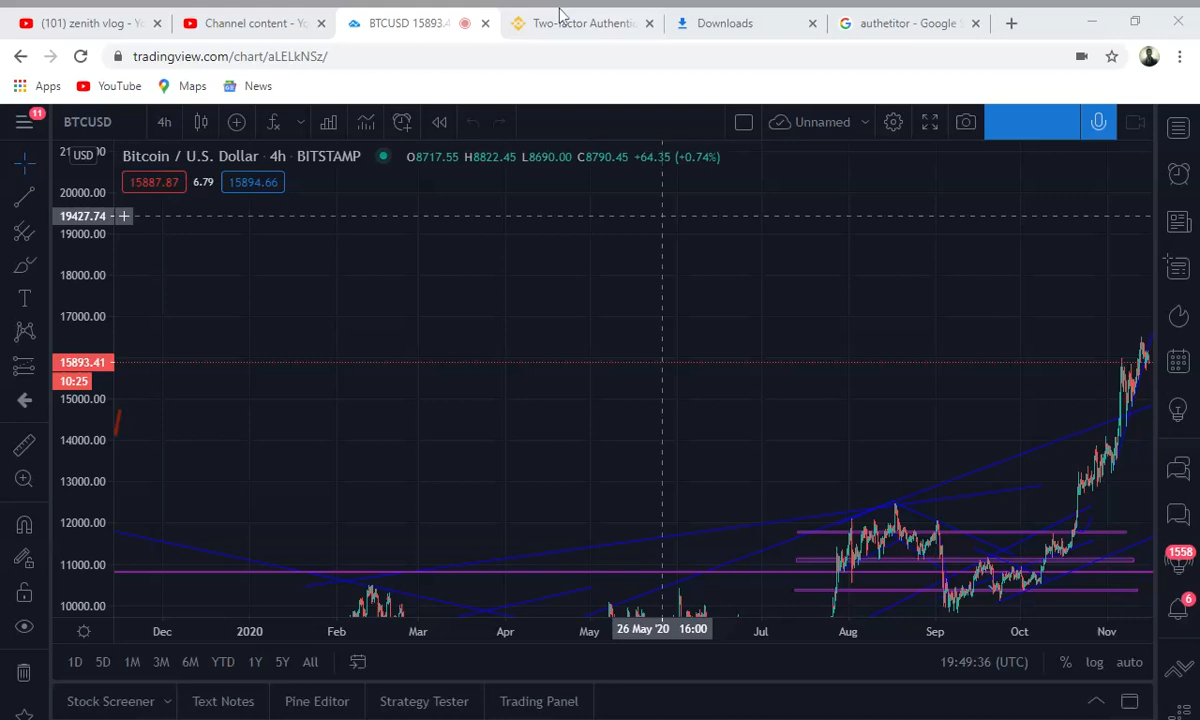 (101) zenith vlog - Yo
Channel content - Yo
BTCUSD 15893.4
Two-factor Authenti
Downloads
authetitor - Google S
tradingview.com/chart/aLELkNSz/
Apps
YouTube
Maps
News
11
BTCUSD
4h
Unnamed
USD
Bitcoin / U.S. Dollar · 4h · BITSTAMP
O8717.55 H8822.45 L8690.00 C8790.45 +64.35 (+0.74%)
15887.87
6.79
15894.66
20000.00
19427.74
19000.00
18000.00
17000.00
15893.41
10:25
15000.00
14000.00
13000.00
12000.00
11000.00
10000.00
Dec
2020
Feb
Mar
Apr
May
26 May '20 16:00
Jul
Aug
Sep
Oct
Nov
1558
6
1D
5D
1M
3M
6M
YTD
1Y
5Y
All
19:49:36 (UTC)
%
log
auto
Stock Screener
Text Notes
Pine Editor
Strategy Tester
Trading Panel